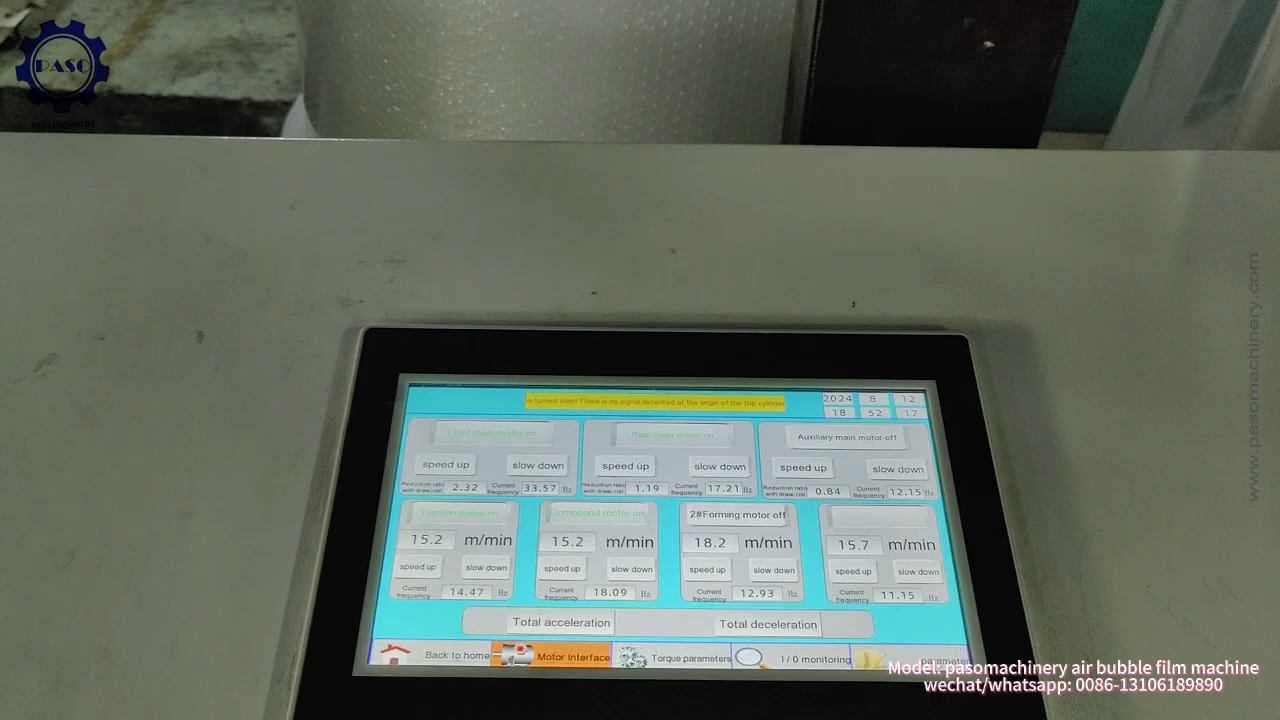 PASO
PASO MACHINERY
www.pasomachinery.com
turned even There is no signal detected at the origin of the top cylinder
2024 8 12
18 52 17
Front main motor on
Rear main motor on
Auxiliary main motor off
speed up slow down
speed up slow down
speed up slow down
Reduction ratio with draw-roll 2.32 Current frequency 33.57 Hz
Reduction ratio with draw-roll 1.19 Current frequency 17.21 Hz
Reduction ratio with draw-roll 0.84 Current frequency 12.15 Hz
Traction motor on
Compound motor on
2#Forming motor off
15.2 m/min
15.2 m/min
18.2 m/min
15.7 m/min
speed up slow down
speed up slow down
speed up slow down
speed up slow down
Current frequency 14.47 Hz
Current frequency 18.09 Hz
Current frequency 12.93 Hz
Current frequency 11.15 Hz
Total acceleration
Total deceleration
Back to home
Motor Interface
Torque parameters
I/0 monitoring
parameter
Model: pasomachinery air bubble film machine
wechat/whatsapp: 0086-13106189890